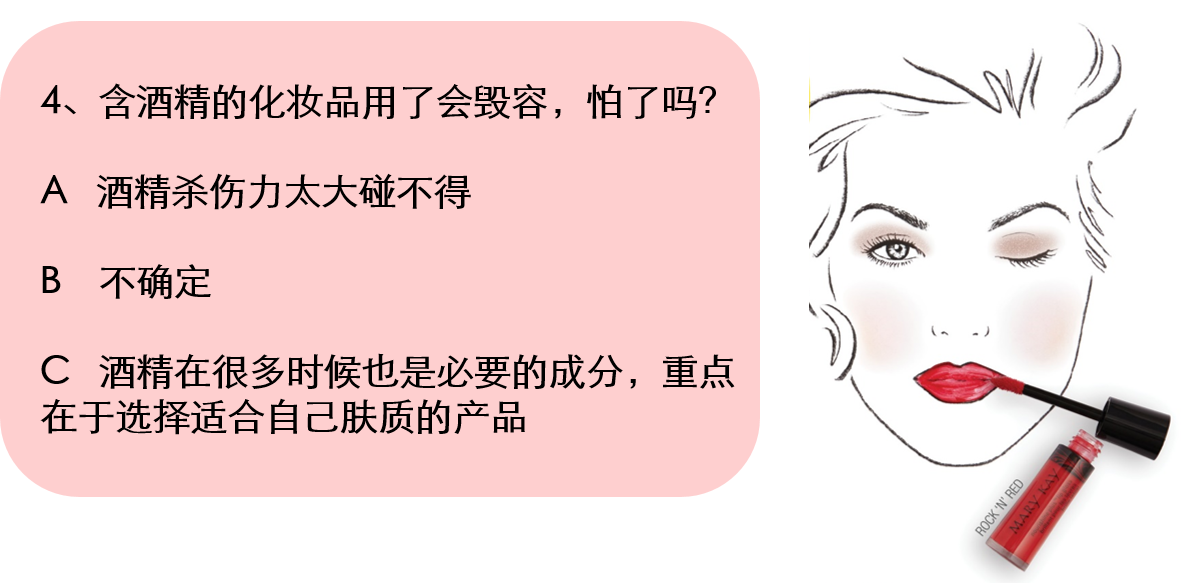 4、含酒精的化妆品用了会毁容，怕了吗？
A 酒精杀伤力太大碰不得
B 不确定
C 酒精在很多时候也是必要的成分，重点
在于选择适合自己肤质的产品
ROCK 'N' RED
MARY KAY